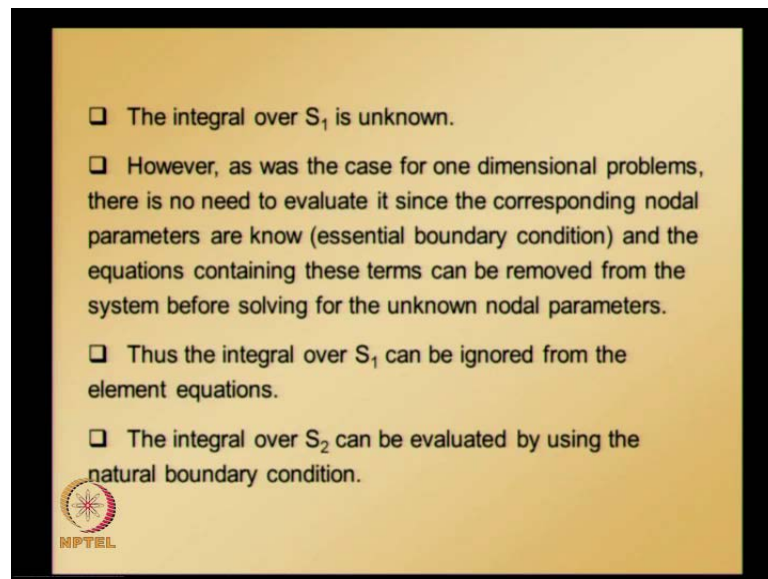 ❑ The integral over S₁ is unknown.
❑ However, as was the case for one dimensional problems,
there is no need to evaluate it since the corresponding nodal
parameters are know (essential boundary condition) and the
equations containing these terms can be removed from the
system before solving for the unknown nodal parameters.
❑ Thus the integral over S₁ can be ignored from the
element equations.
❑ The integral over S₂ can be evaluated by using the
natural boundary condition.
NPTEL